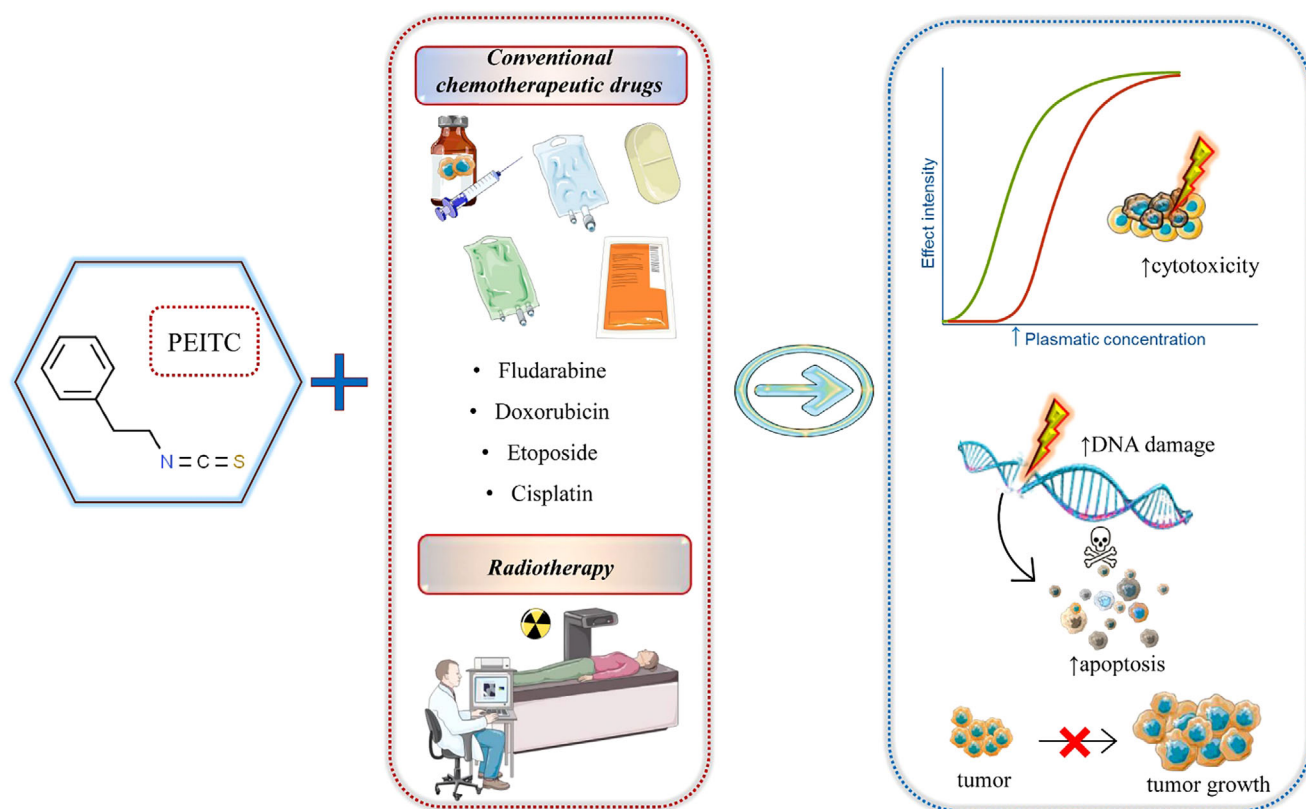 PEITC
N=C=S
Conventional
chemotherapeutic drugs
• Fludarabine
• Doxorubicin
• Etoposide
• Cisplatin
Radiotherapy
Effect intensity
↑ Plasmatic concentration
↑cytotoxicity
↑DNA damage
↑apoptosis
tumor
tumor growth